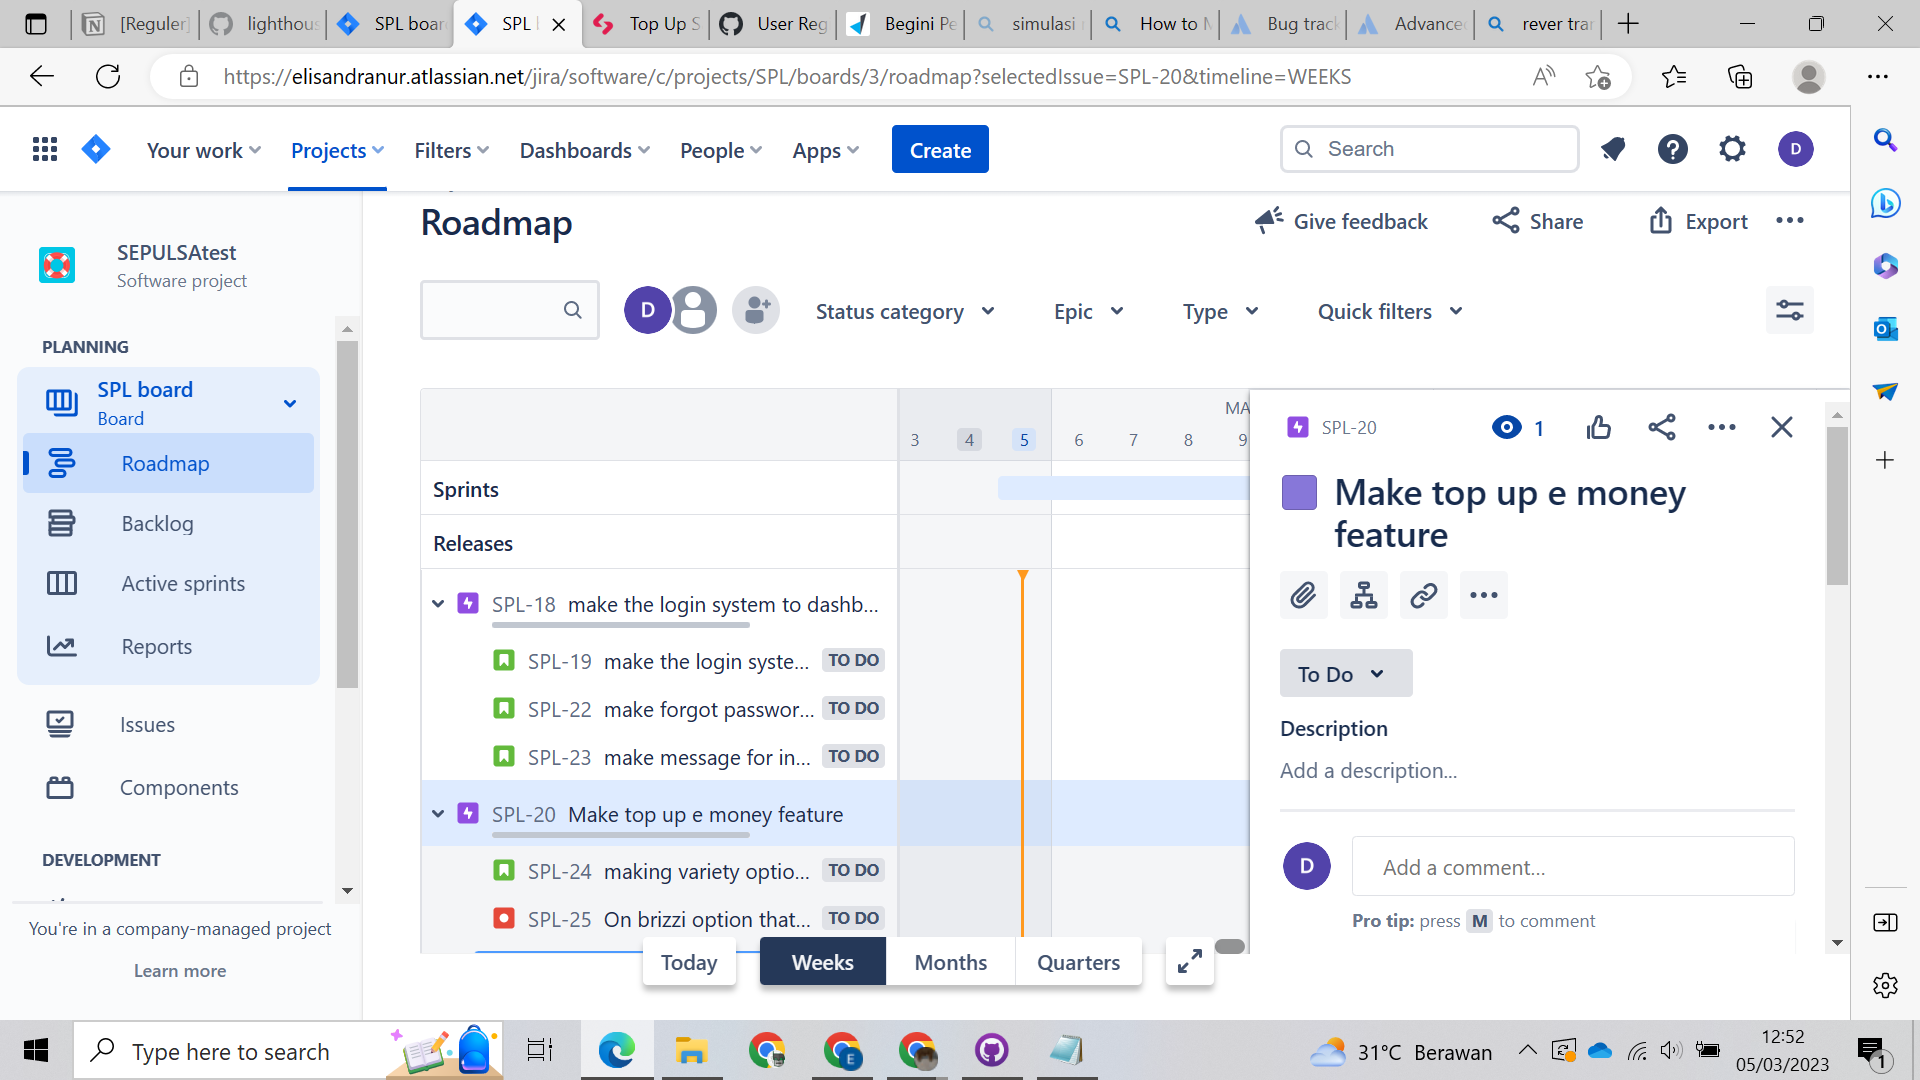 [Reguler]
lighthous
SPL board
SPL
Top Up S
User Reg
Begini Pe
simulasi
How to M
Bug track
Advanced
rever tran
https://elisandranur.atlassian.net/jira/software/c/projects/SPL/boards/3/roadmap?selectedIssue=SPL-20&timeline=WEEKS
Your work
Projects
Filters
Dashboards
People
Apps
Create
Search
D
SEPULSAtest
Software project
PLANNING
SPL board
Board
Roadmap
Backlog
Active sprints
Reports
Issues
Components
DEVELOPMENT
You're in a company-managed project
Learn more
Roadmap
Give feedback
Share
Export
D
Status category
Epic
Type
Quick filters
MA
3 4 5 6 7 8 9
Sprints
Releases
SPL-18 make the login system to dashb...
SPL-19 make the login syste... TO DO
SPL-22 make forgot passwor... TO DO
SPL-23 make message for in... TO DO
SPL-20 Make top up e money feature
SPL-24 making variety optio... TO DO
SPL-25 On brizzi option that... TO DO
Today
Weeks
Months
Quarters
SPL-20
1
Make top up e money
feature
To Do
Description
Add a description...
D
Add a comment...
Pro tip: press M to comment
Type here to search
E
31°C Berawan
12:52
05/03/2023
1